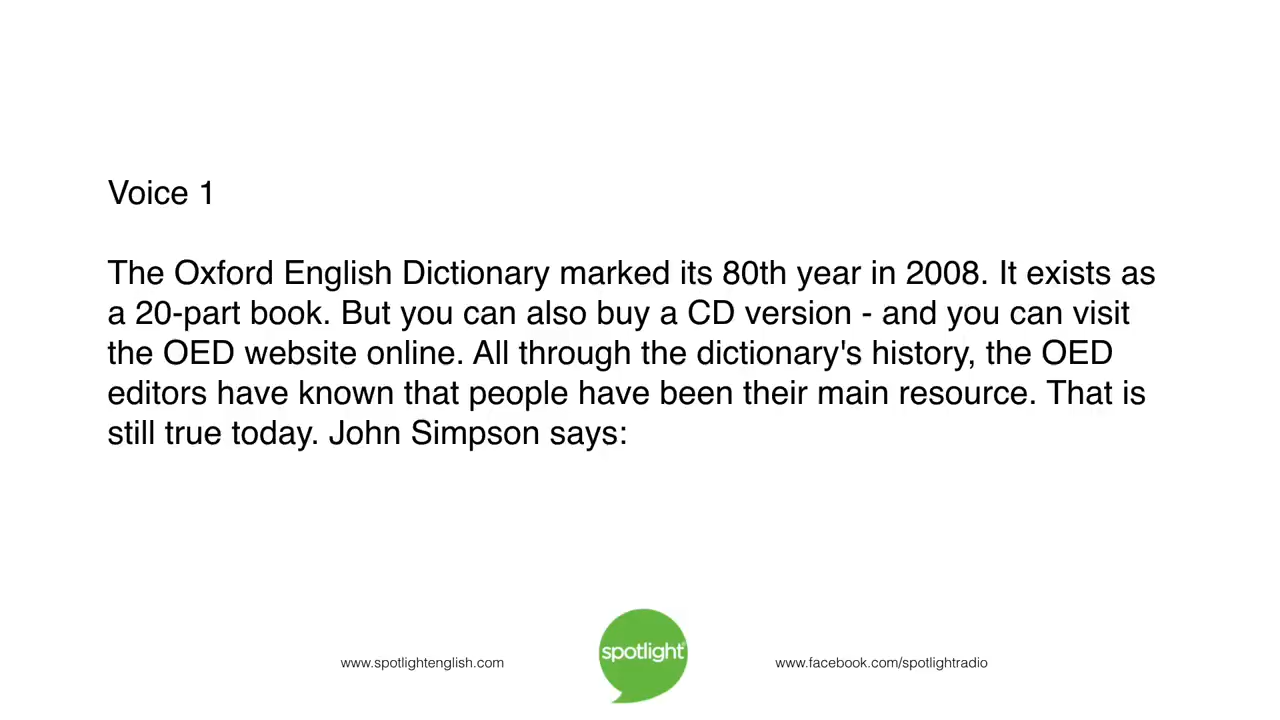 Voice 1
The Oxford English Dictionary marked its 80th year in 2008. It exists as
a 20-part book. But you can also buy a CD version - and you can visit
the OED website online. All through the dictionary's history, the OED
editors have known that people have been their main resource. That is
still true today. John Simpson says:
www.spotlightenglish.com
spotlight®
www.facebook.com/spotlightradio